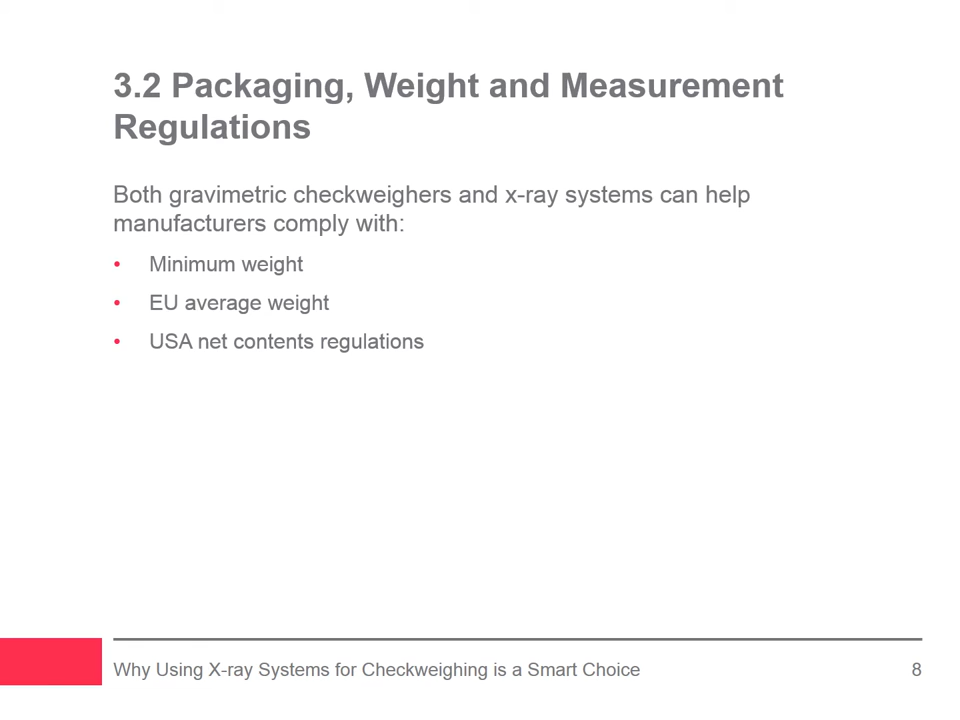 3.2 Packaging, Weight and Measurement
Regulations
Both gravimetric checkweighers and x-ray systems can help
manufacturers comply with:
• Minimum weight
• EU average weight
• USA net contents regulations
Why Using X-ray Systems for Checkweighing is a Smart Choice 8